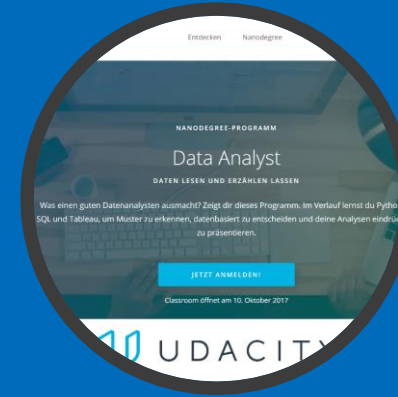 Entdecken Nanodegree
NANODEGREE-PROGRAMM
Data Analyst
DATEN LESEN UND ERZÄHLEN LASSEN
Was einen guten Datenanalysten ausmacht? Zeigt dir dieses Programm. Im Verlauf lernst du
SQL und Tableau, um Muster zu erkennen, datenbasiert zu entscheiden und deine Analysen
zu präsentieren.
JETZT ANMELDEN!
Classroom öffnet am 10. Oktober 2017
UDACITY